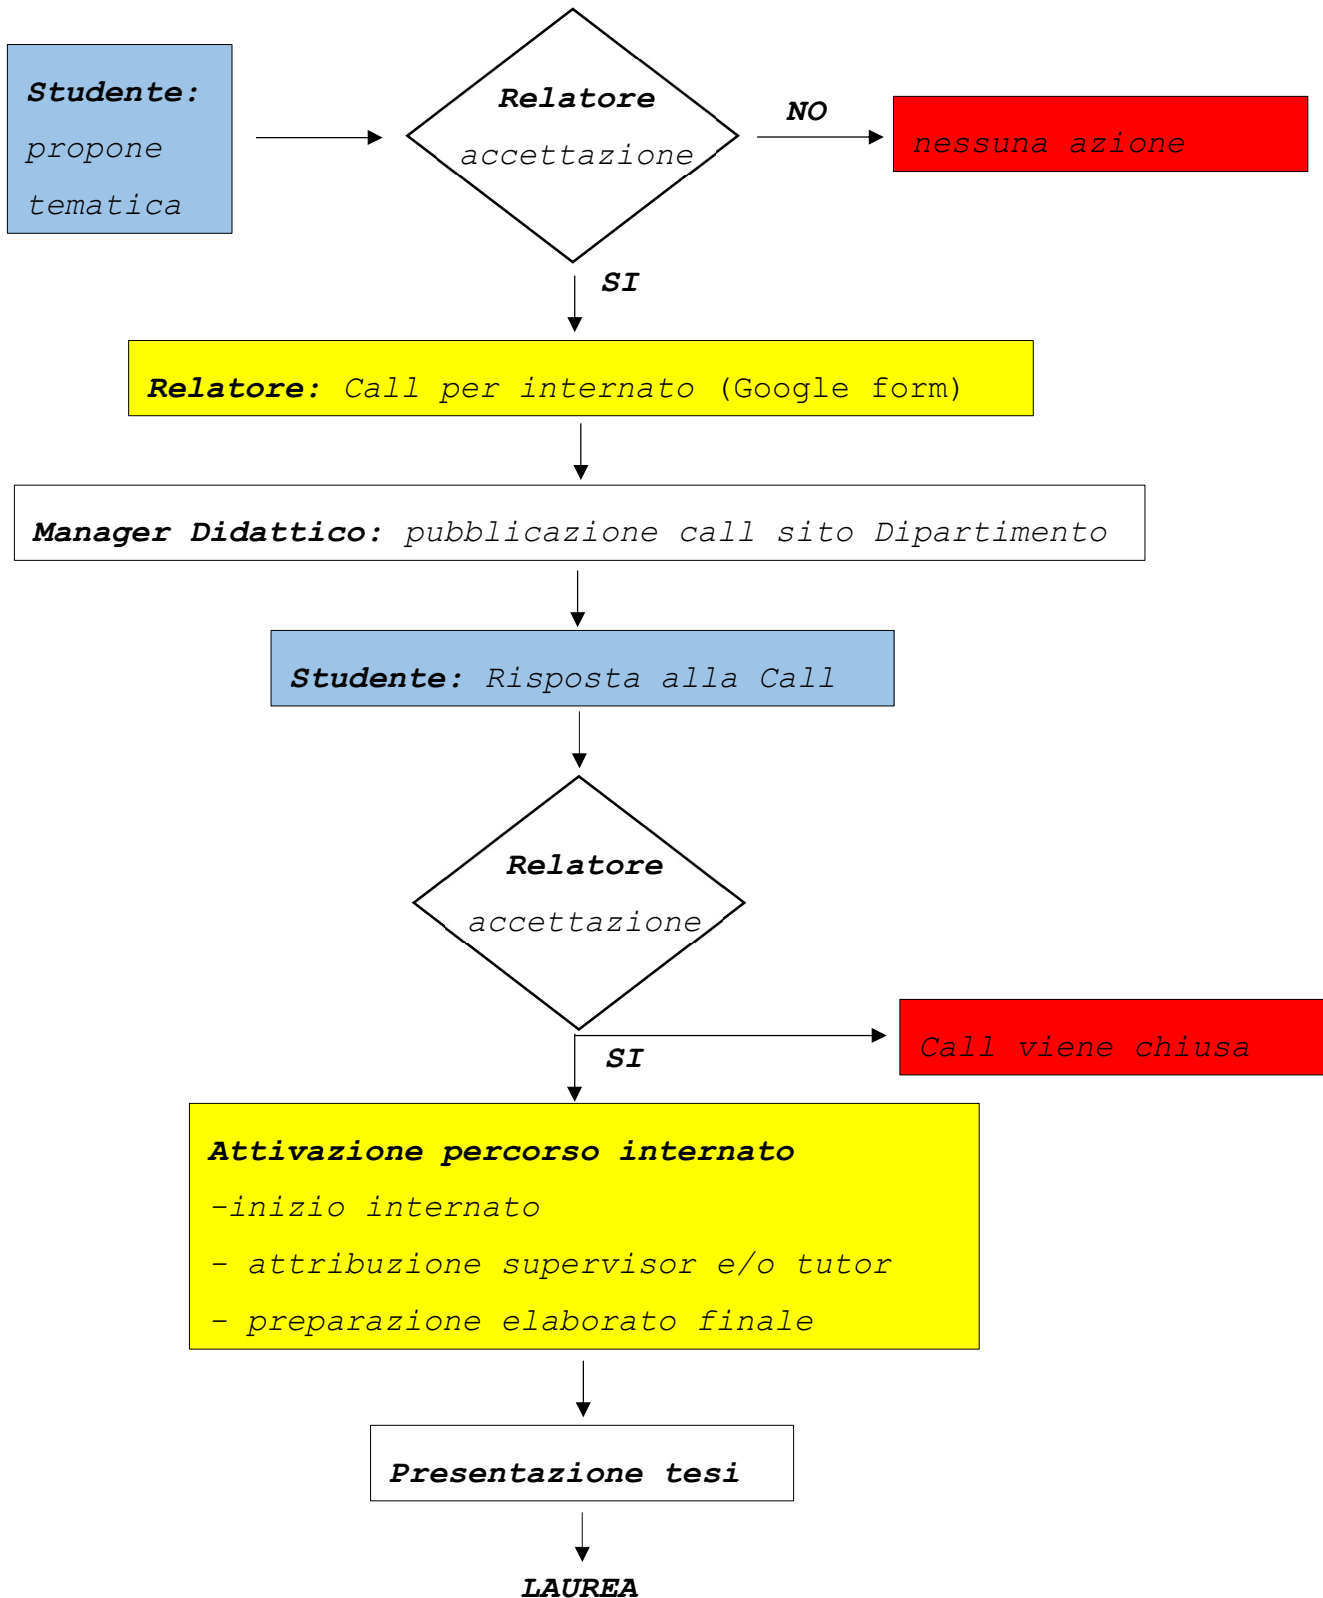 Studente:
propone
tematica
Relatore
accettazione
NO
nessuna azione
SI
Relatore: Call per internato (Google form)
Manager Didattico: pubblicazione call sito Dipartimento
Studente: Risposta alla Call
Relatore
accettazione
SI
Call viene chiusa
Attivazione percorso internato
-inizio internato
- attribuzione supervisor e/o tutor
- preparazione elaborato finale
Presentazione tesi
LAUREA